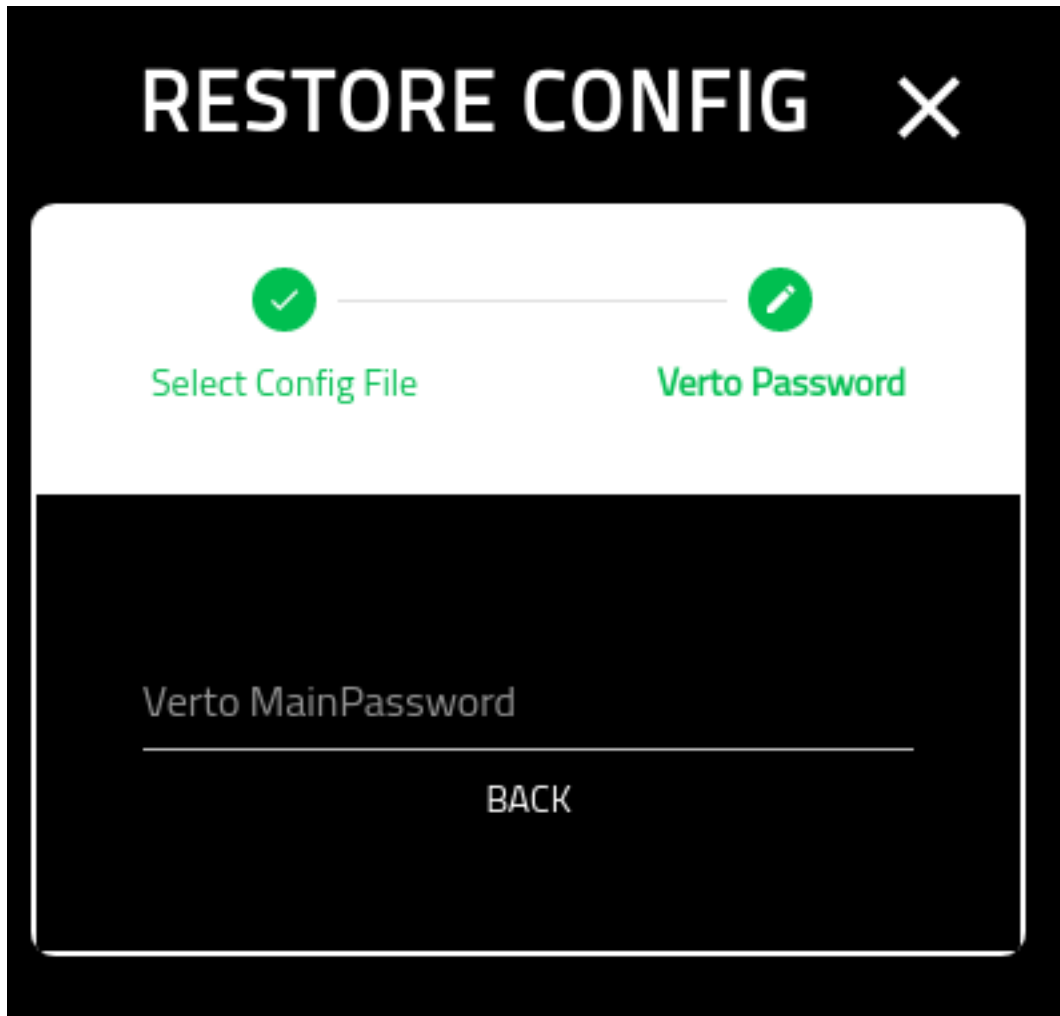 RESTORE CONFIG
Select Config File
Verto Password
Verto MainPassword
BACK